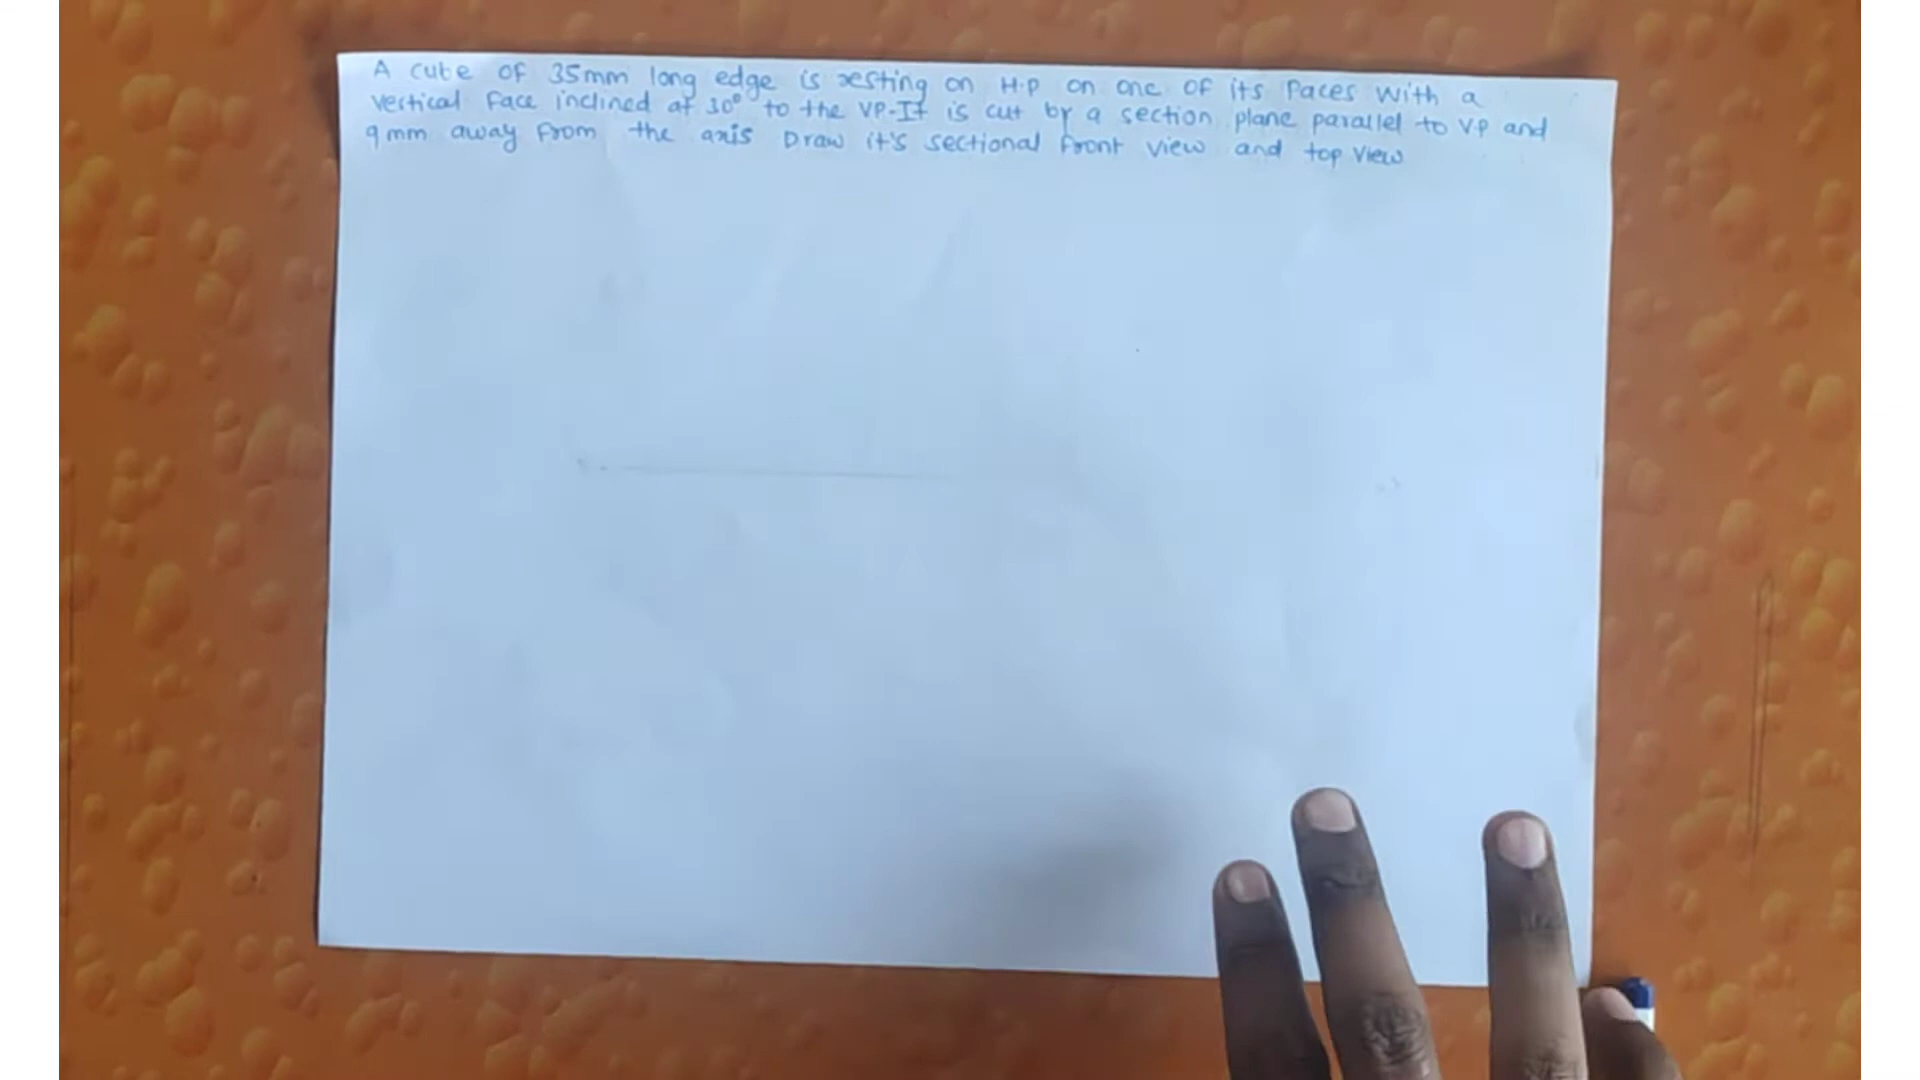 A cube of 35mm long edge is resting on H.P on one of its Faces with a
vertical Face inclined at 30° to the VP. It is cut by a section plane parallel to V.P and
9mm away from the axis Draw it's sectional front view and top view